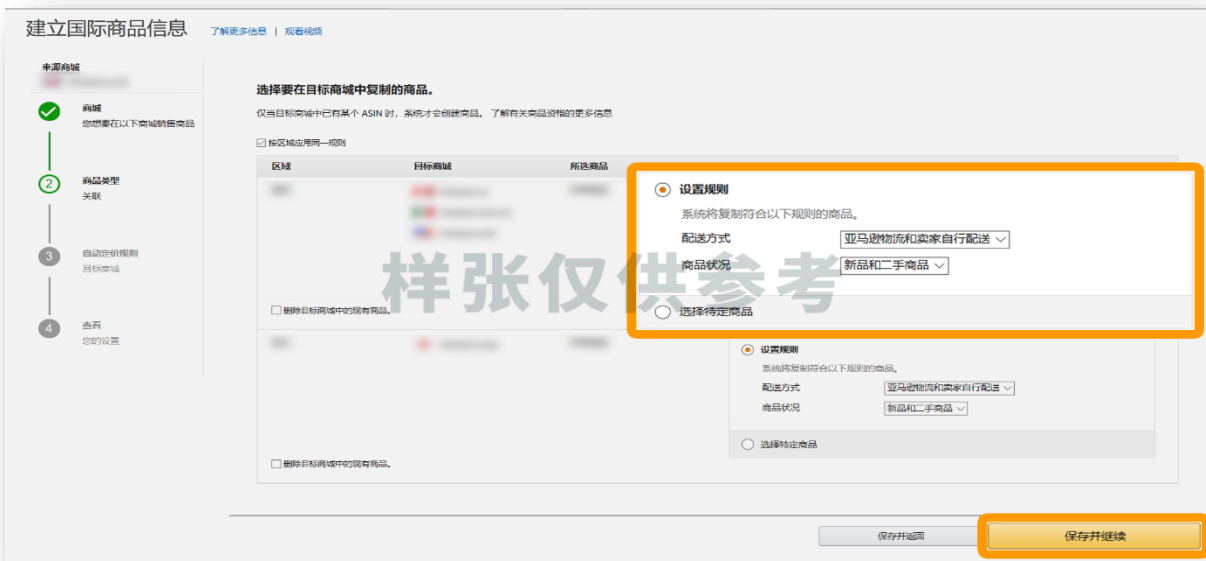 建立国际商品信息 了解更多信息 | 观看视频
来源商城
商城
您想要在以下商城销售商品
2
商品类型
关联
3
自动定价规则
目标商城
4
查看
您的设置
选择要在目标商城中复制的商品。
仅当目标商城中已有某个 ASIN 时，系统才会创建商品。 了解有关商品资格的更多信息
按区域应用同一规则
区域 目标商城 所选商品
设置规则
系统将复制符合以下规则的商品。
配送方式 亚马逊物流和卖家自行配送
商品状况 新品和二手商品
选择特定商品
删除目标商城中的现有商品。
样张仅供参考
设置规则
系统将复制符合以下规则的商品。
配送方式 亚马逊物流和卖家自行配送
商品状况 新品和二手商品
选择特定商品
删除目标商城中的现有商品。
保存并返回 保存并继续